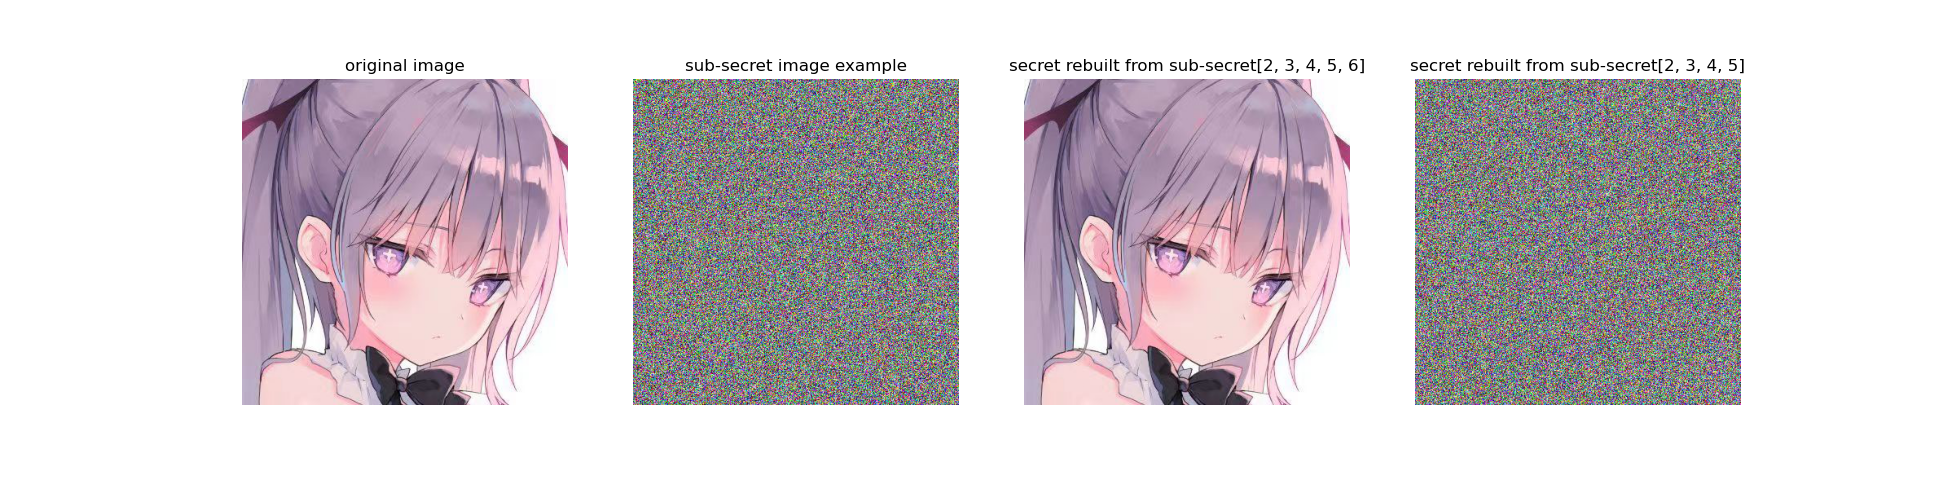 original image
sub-secret image example
secret rebuilt from sub-secret[2, 3, 4, 5, 6]
secret rebuilt from sub-secret[2, 3, 4, 5]